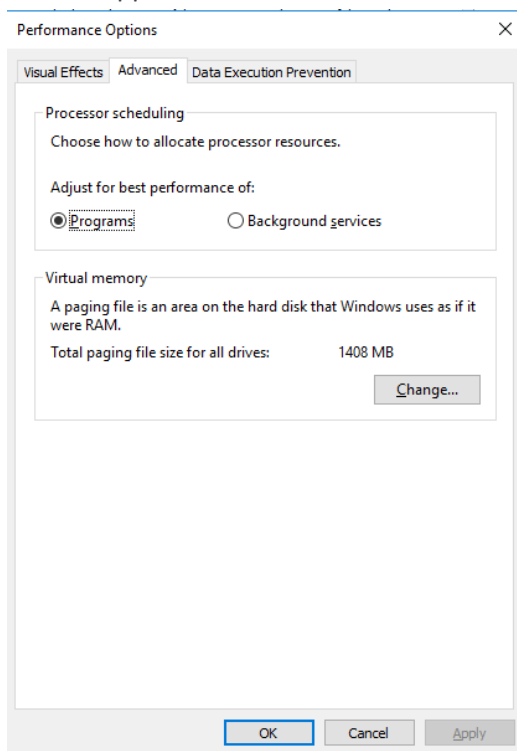 Performance Options
Visual Effects Advanced Data Execution Prevention
Processor scheduling
Choose how to allocate processor resources.
Adjust for best performance of:
Programs Background services
Virtual memory
A paging file is an area on the hard disk that Windows uses as if it
were RAM.
Total paging file size for all drives: 1408 MB
Change...
OK Cancel Apply